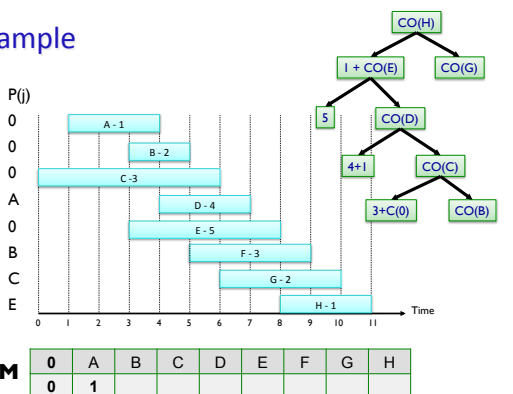 ample
CO(H)
1 + CO(E)
CO(G)
5
CO(D)
4+1
CO(C)
3+C(0)
CO(B)
P(j)
0
A - 1
0
B - 2
0
C -3
A
D - 4
0
E - 5
B
F - 3
C
G - 2
E
H - 1
Time
0 1 2 3 4 5 6 7 8 9 10 11
M
0 A B C D E F G H
0 1